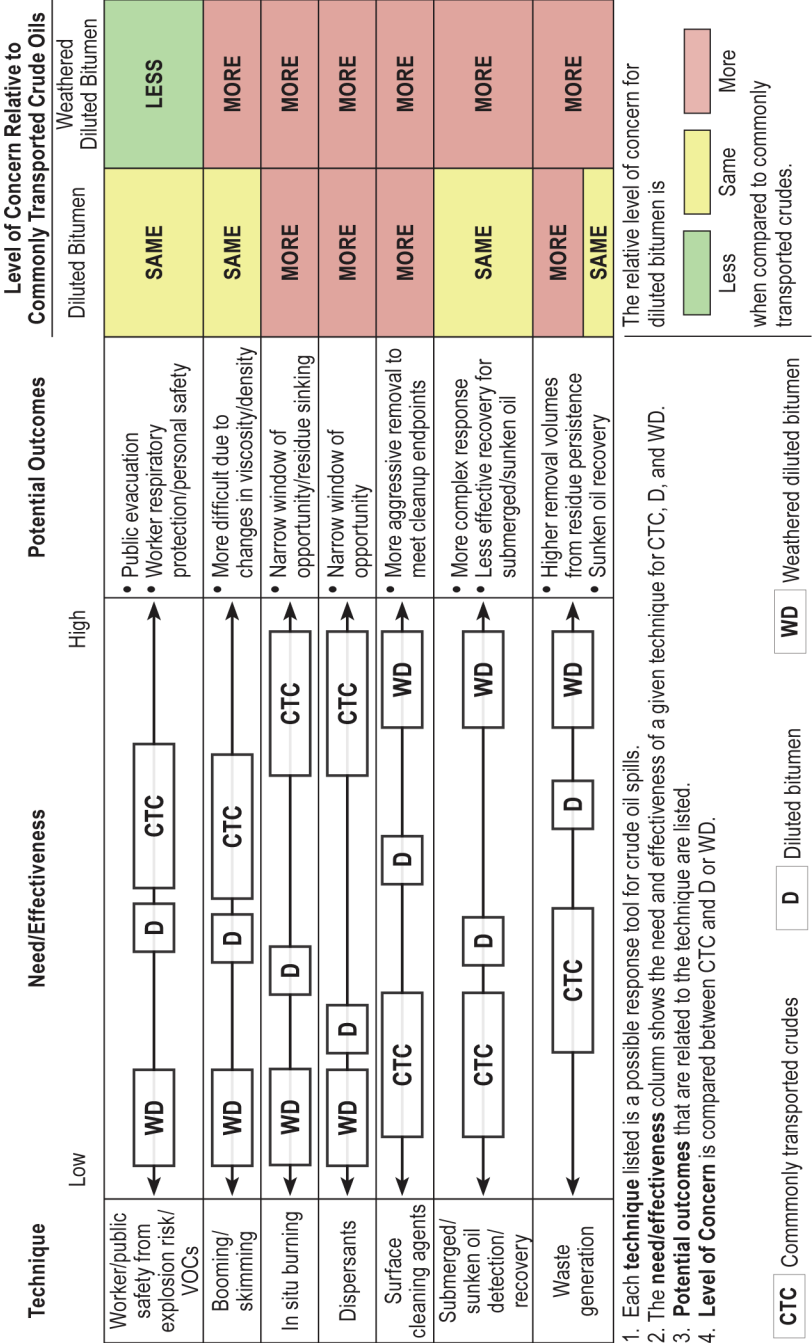 Level of Concern Relative to
Commonly Transported Crude Oils
Technique
Need/Effectiveness
Potential Outcomes
Diluted Bitumen
Weathered
Diluted Bitumen
Low
High
Worker/public
safety from
explosion risk/
VOCs
WD
D
CTC
• Public evacuation
• Worker respiratory
protection/personal safety
SAME
LESS
Booming/
skimming
WD
D
CTC
• More difficult due to
changes in viscosity/density
SAME
MORE
In situ burning
WD
D
CTC
• Narrow window of
opportunity/residue sinking
MORE
MORE
Dispersants
WD
D
CTC
• Narrow window of
opportunity
MORE
MORE
Surface
cleaning agents
CTC
D
WD
• More aggressive removal to
meet cleanup endpoints
MORE
MORE
Submerged/
sunken oil
detection/
recovery
CTC
D
WD
• More complex response
• Less effective recovery for
submerged/sunken oil
SAME
MORE
Waste
generation
CTC
D
WD
• Higher removal volumes
from residue persistence
• Sunken oil recovery
MORE
SAME
MORE
1. Each technique listed is a possible response tool for crude oil spills.
2. The need/effectiveness column shows the need and effectiveness of a given technique for CTC, D, and WD.
3. Potential outcomes that are related to the technique are listed.
4. Level of Concern is compared between CTC and D or WD.
CTC Commmonly transported crudes
D Diluted bitumen
WD Weathered diluted bitumen
The relative level of concern for
diluted bitumen is
Less
Same
More
when compared to commonly
transported crudes.